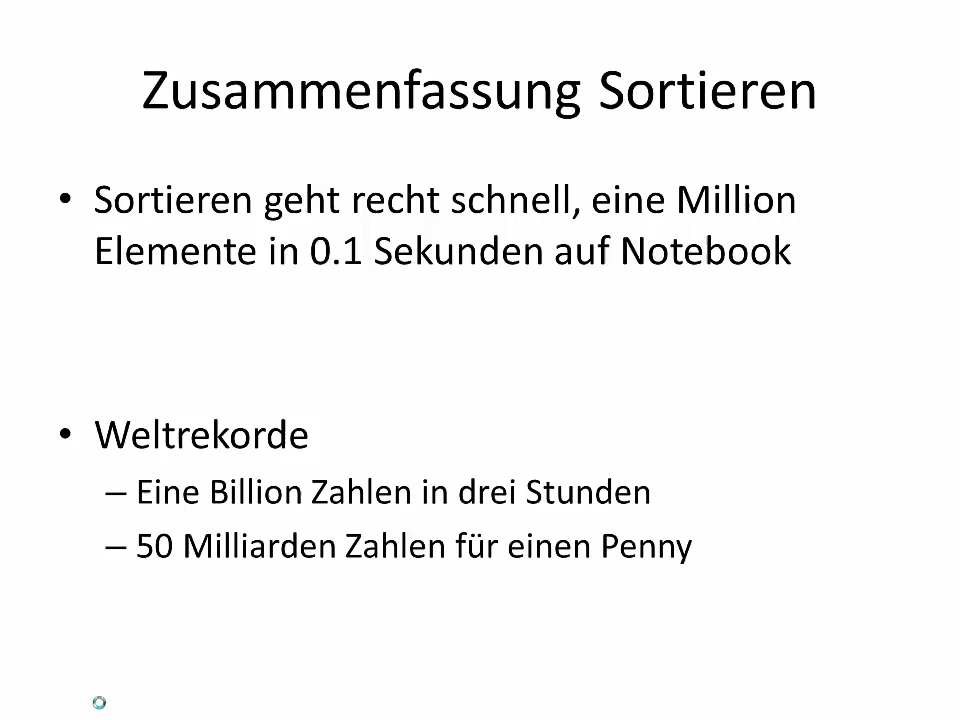 Zusammenfassung Sortieren
• Sortieren geht recht schnell, eine Million
Elemente in 0.1 Sekunden auf Notebook
• Weltrekorde
– Eine Billion Zahlen in drei Stunden
– 50 Milliarden Zahlen für einen Penny